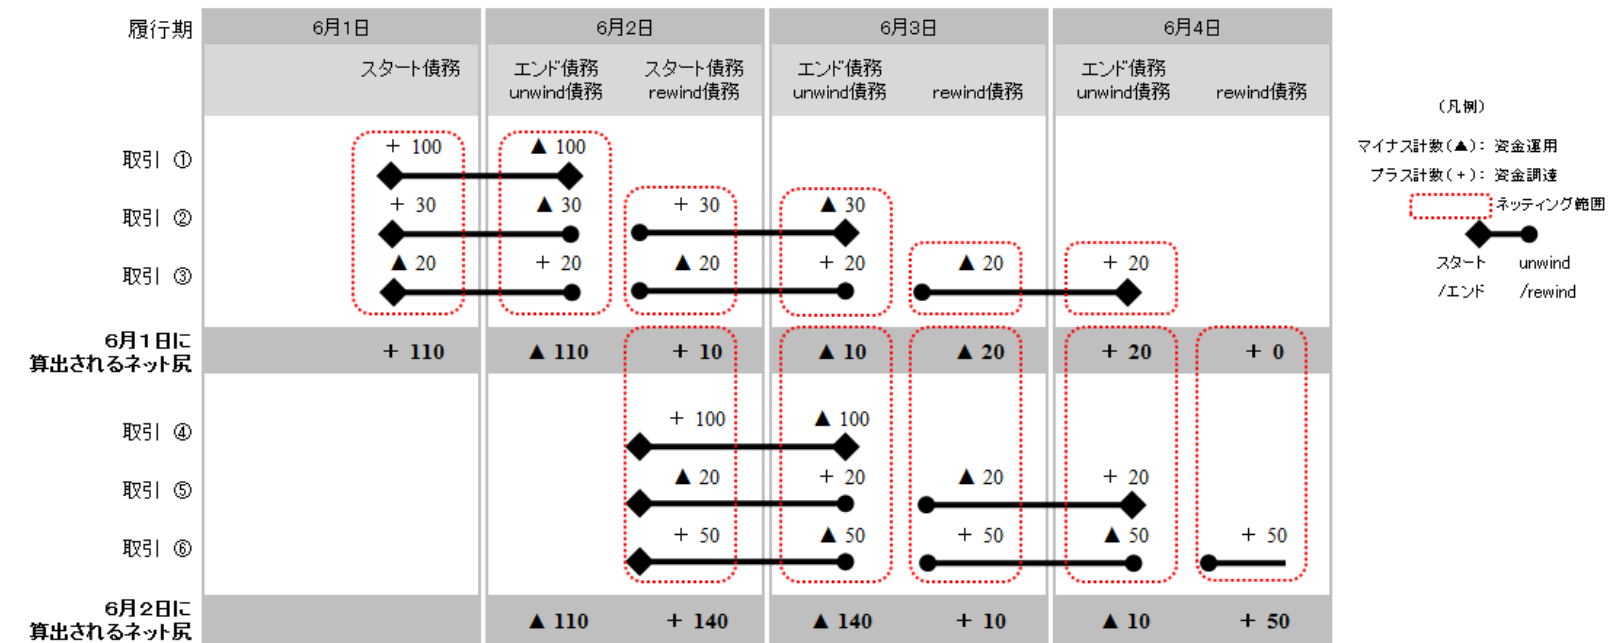 履行期 6月1日 6月2日 6月3日 6月4日
スタート債務 エンド債務 スタート債務 エンド債務 エンド債務
unwind債務 rewind債務 unwind債務 rewind債務 unwind債務 rewind債務
(凡例)
取引 ① + 100 ▲ 100
マイナス計数(▲): 資金運用
プラス計数(+): 資金調達
取引 ② + 30 ▲ 30 + 30 ▲ 30
ネッティング範囲
取引 ③ ▲ 20 + 20 ▲ 20 + 20 ▲ 20 + 20
スタート unwind
/エンド /rewind
6月1日に
算出されるネット尻 + 110 ▲ 110 + 10 ▲ 10 ▲ 20 + 20 + 0
取引 ④ + 100 ▲ 100
取引 ⑤ ▲ 20 + 20 ▲ 20 + 20
取引 ⑥ + 50 ▲ 50 + 50 ▲ 50 + 50
6月2日に
算出されるネット尻 ▲ 110 + 140 ▲ 140 + 10 ▲ 10 + 50